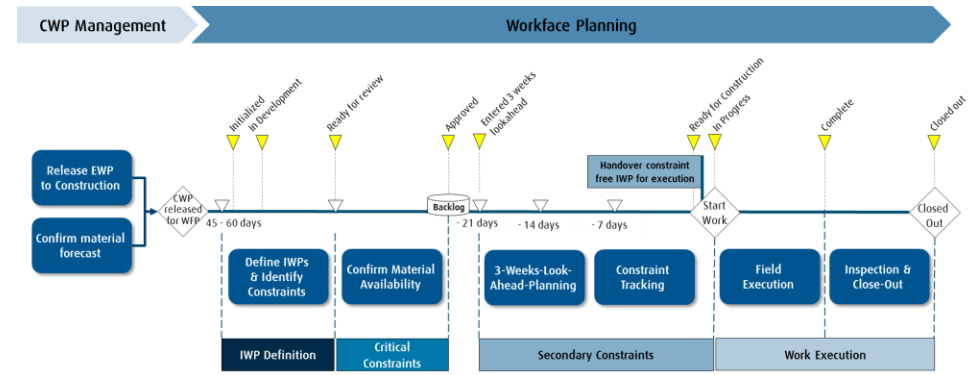 CWP Management
Workface Planning
Initialized
In Development
Ready for review
Approved
Entered 3 weeks
lookahead
Ready for Construction
In Progress
Complete
Closed out
Release EWP
to Construction
Confirm material
forecast
CWP
released
for WFP
Handover constraint
free IWP for execution
Backlog
Start
Work
Closed
Out
45 - 60 days
- 21 days
- 14 days
- 7 days
Define IWPs
& Identify
Constraints
Confirm Material
Availability
3-Weeks-Look-
Ahead-Planning
Constraint
Tracking
Field
Execution
Inspection &
Close-Out
IWP Definition
Critical
Constraints
Secondary Constraints
Work Execution